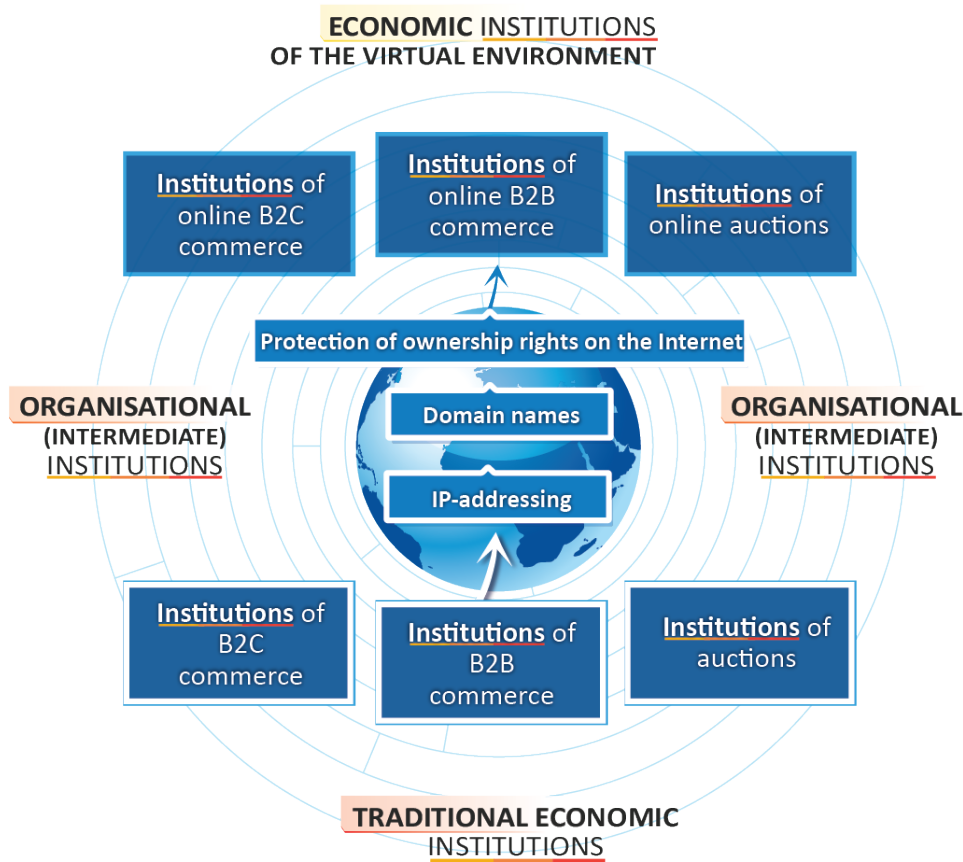 ECONOMIC INSTITUTIONS
OF THE VIRTUAL ENVIRONMENT
Institutions of
online B2C
commerce
Institutions of
online B2B
commerce
Institutions of
online auctions
Protection of ownership rights on the Internet
Domain names
IP-addressing
ORGANISATIONAL
(INTERMEDIATE)
INSTITUTIONS
ORGANISATIONAL
(INTERMEDIATE)
INSTITUTIONS
Institutions of
B2C
commerce
Institutions of
B2B
commerce
Institutions of
auctions
TRADITIONAL ECONOMIC
INSTITUTIONS